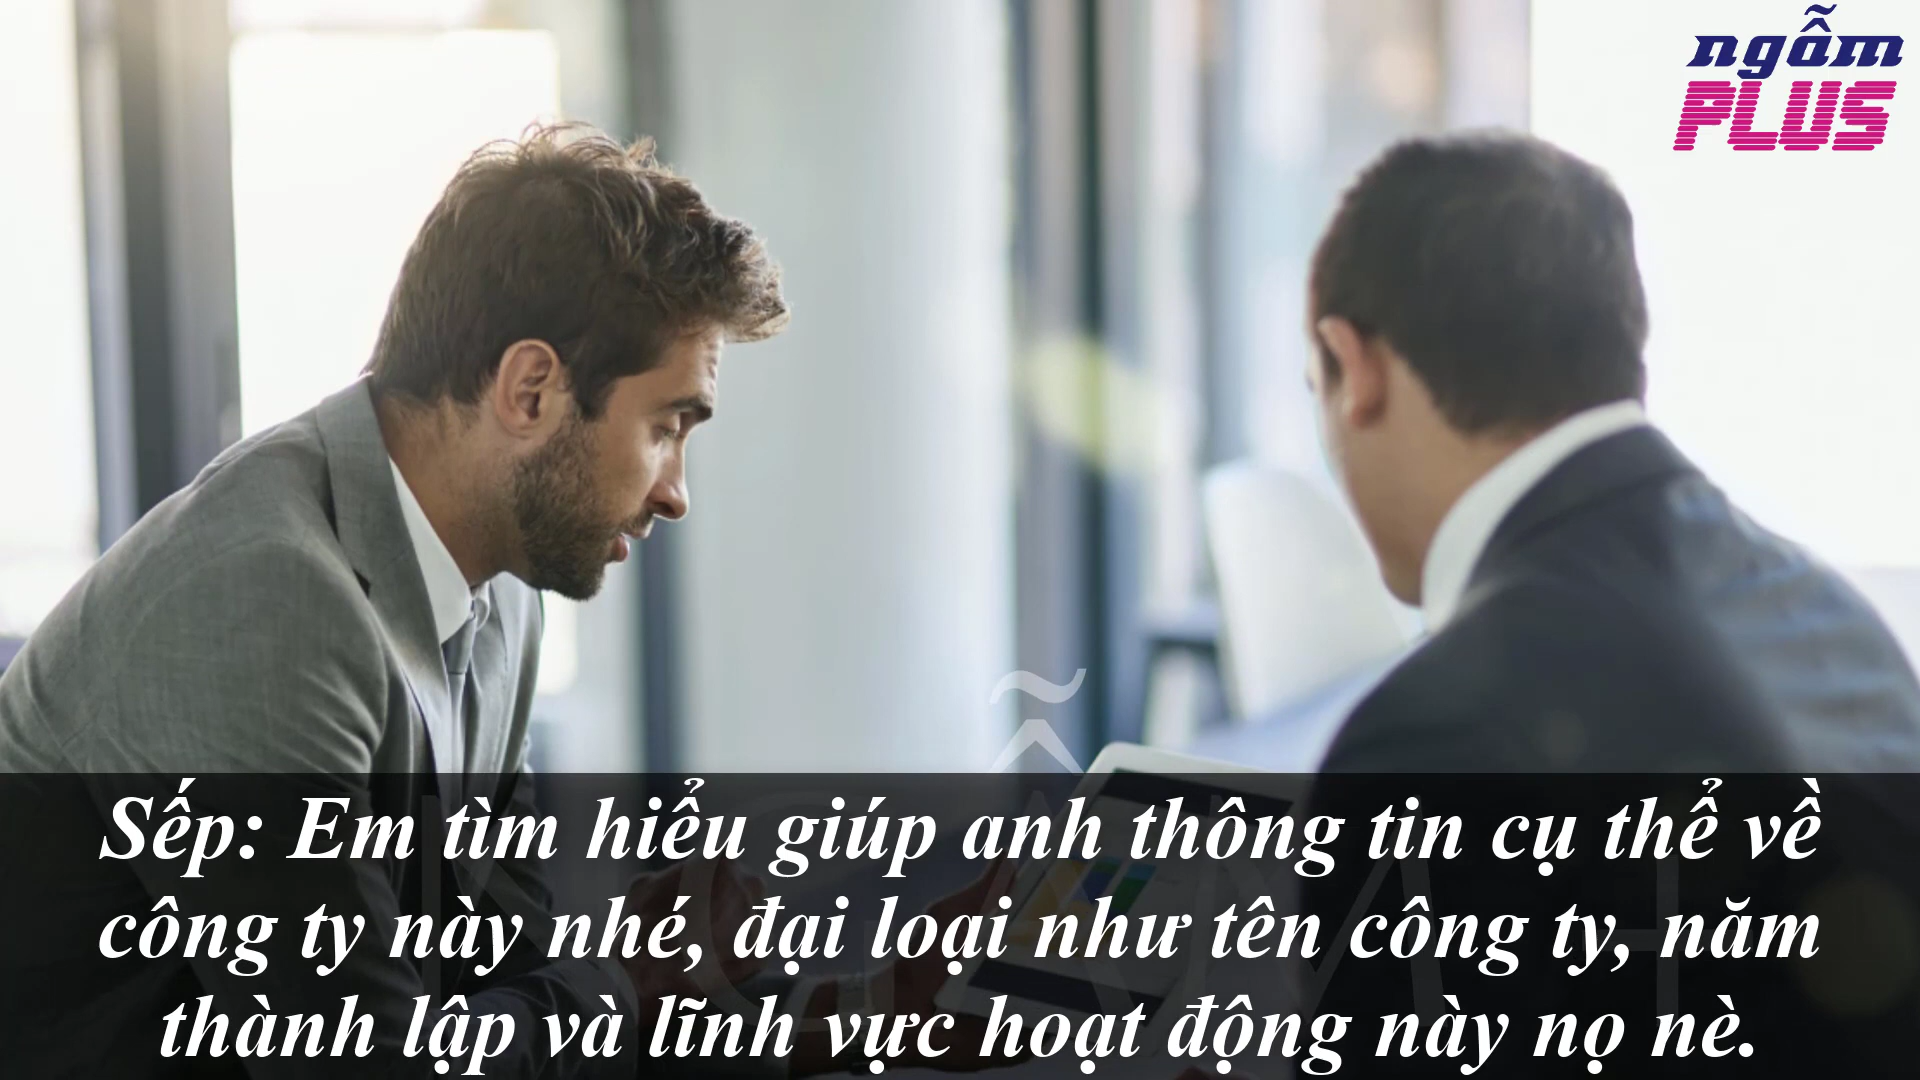 ngẫm
PLUS
Sếp: Em tìm hiểu giúp anh thông tin cụ thể về
công ty này nhé, đại loại như tên công ty, năm
thành lập và lĩnh vực hoạt động này nọ nè.